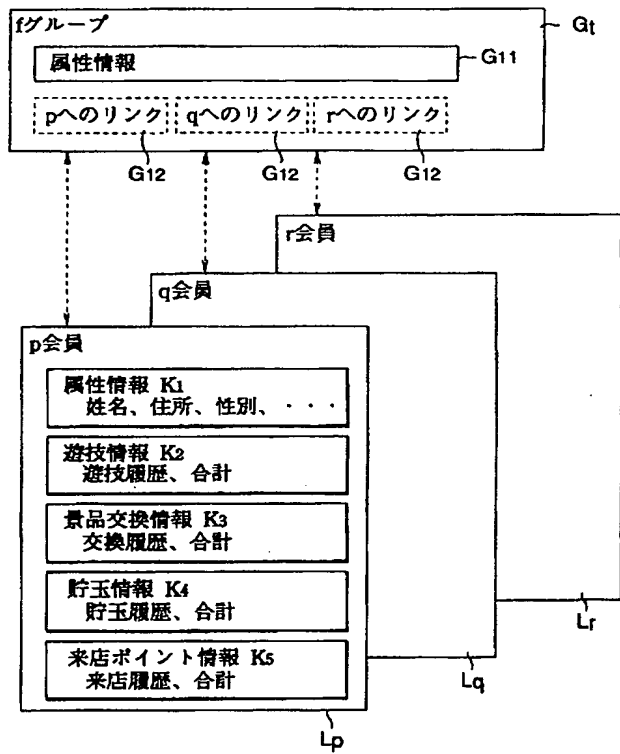 fグループ
Gt
属性情報
G11
pへのリンク qへのリンク rへのリンク
G12 G12 G12
r会員
q会員
p会員
属性情報 K1
姓名、住所、性別、・・・
遊技情報 K2
遊技履歴、合計
景品交換情報 K3
交換履歴、合計
貯玉情報 K4
貯玉履歴、合計
来店ポイント情報 K5
来店履歴、合計
Lr
Lq
Lp